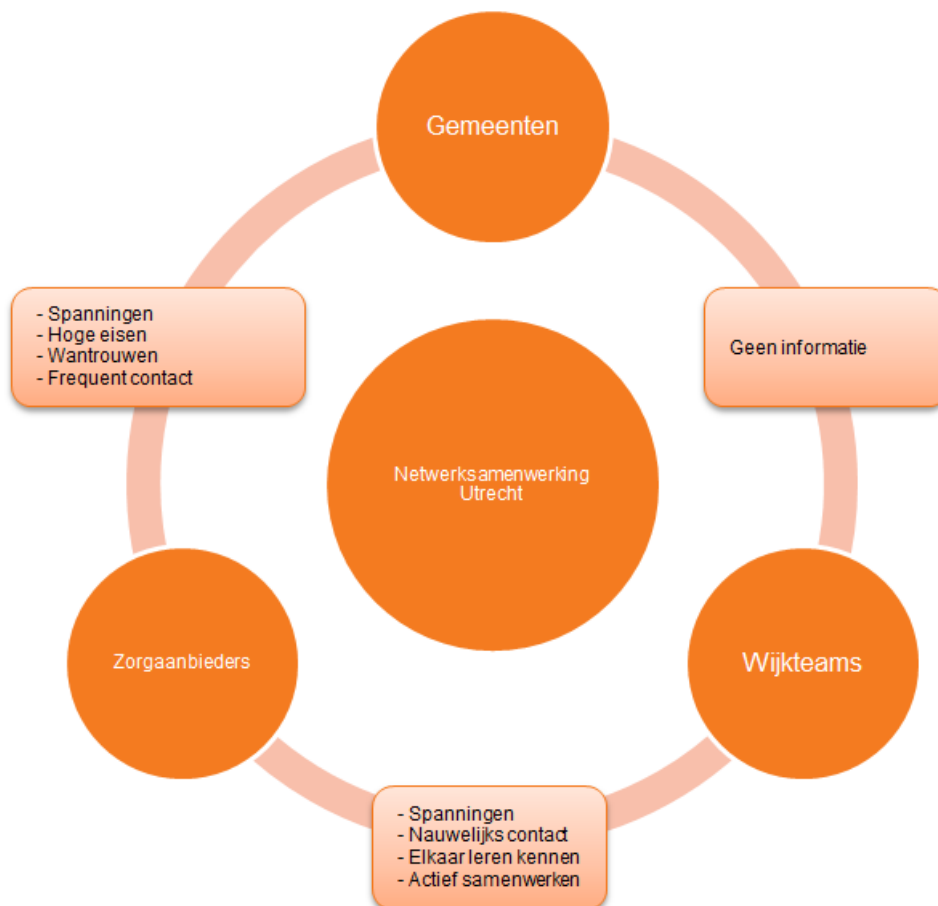 Gemeenten
- Spanningen
- Hoge eisen
- Wantrouwen
- Frequent contact
Geen informatie
Netwerksamenwerking
Utrecht
Zorgaanbieders
Wijkteams
- Spanningen
- Nauwelijks contact
- Elkaar leren kennen
- Actief samenwerken